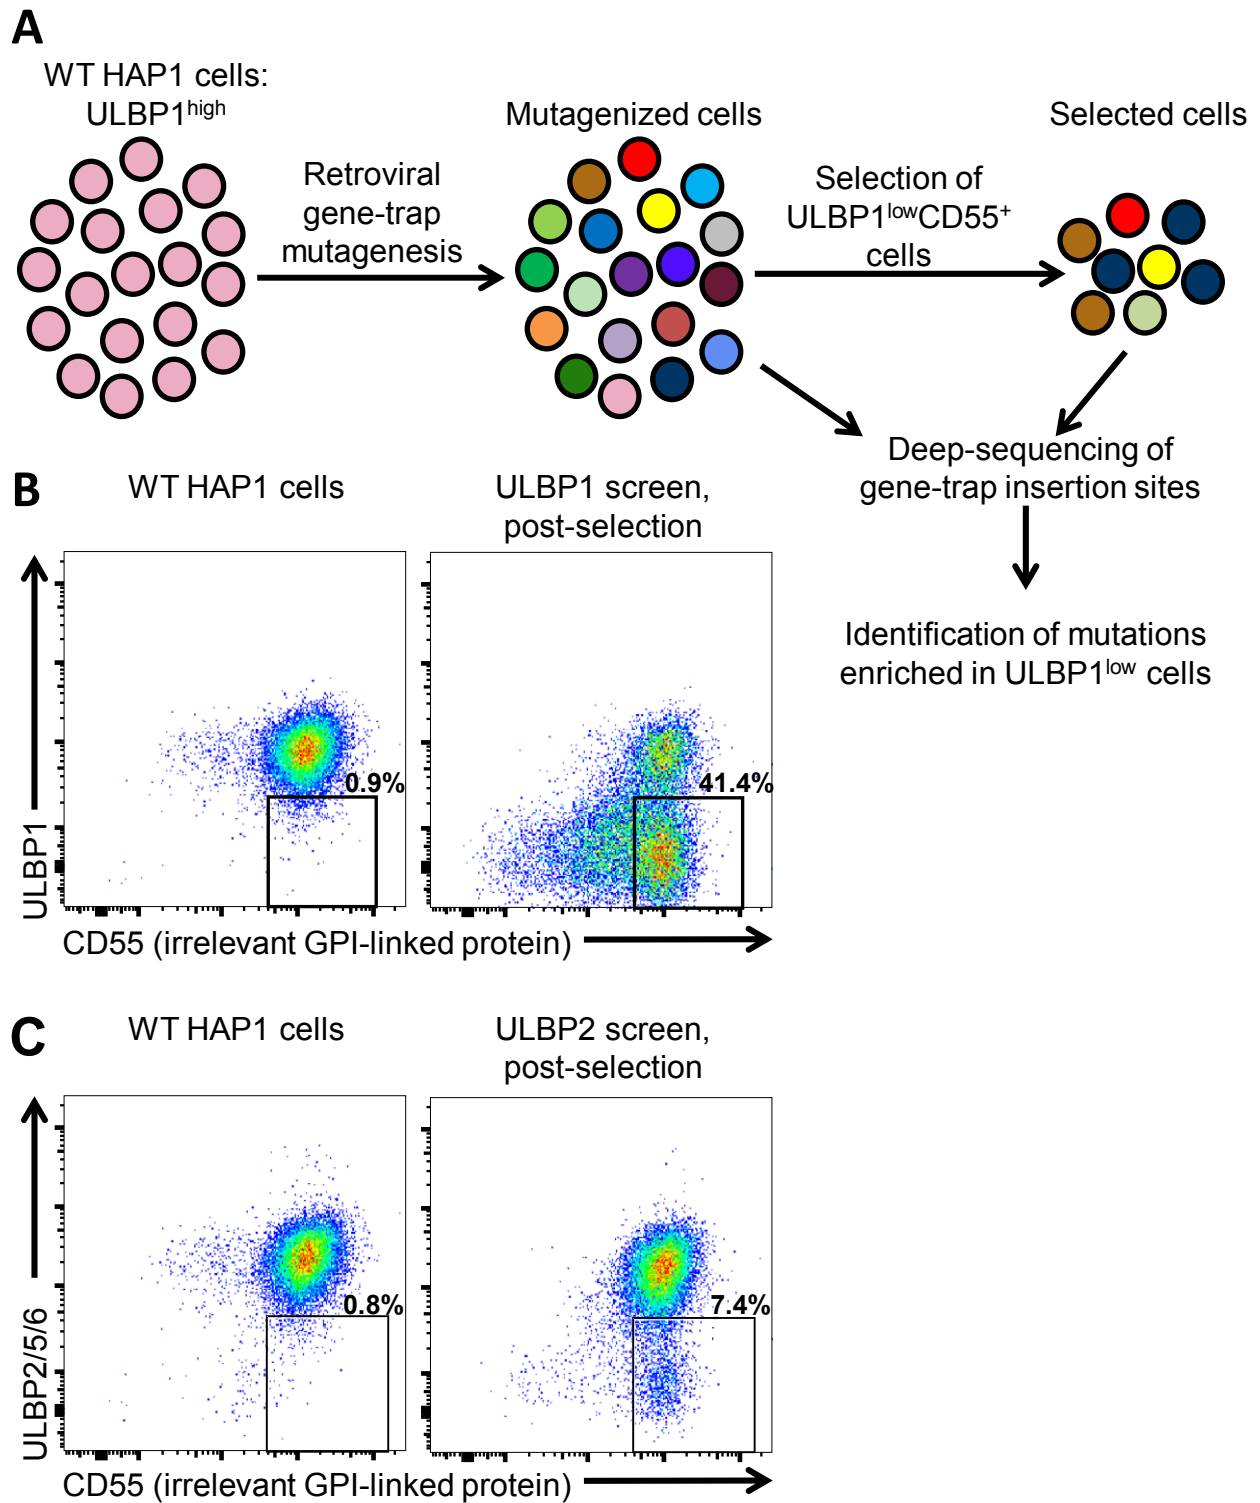 A
WT HAP1 cells:
ULBP1high
Retroviral
gene-trap
mutagenesis
Mutagenized cells
Selection of
ULBP1lowCD55+
cells
Selected cells
Deep-sequencing of
gene-trap insertion sites
Identification of mutations
enriched in ULBP1low cells
B
WT HAP1 cells
ULBP1 screen,
post-selection
0.9%
41.4%
ULBP1
CD55 (irrelevant GPI-linked protein)
C
WT HAP1 cells
ULBP2 screen,
post-selection
0.8%
7.4%
ULBP2/5/6
CD55 (irrelevant GPI-linked protein)